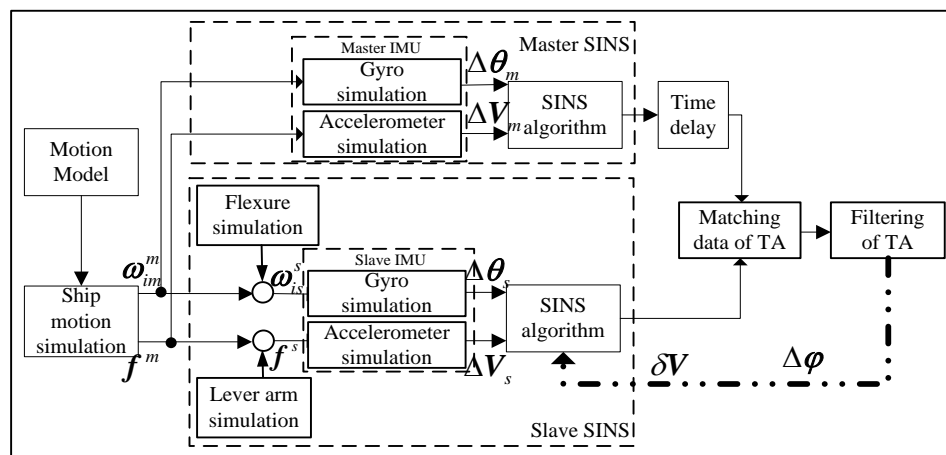 Master SINS
Master IMU
Gyro
simulation
Δθ_m
Accelerometer
simulation
ΔV_m
SINS
algorithm
Time
delay
Motion
Model
Ship
motion
simulation
ω_im^m
f^m
Flexure
simulation
ω_is^s
f^s
Lever arm
simulation
Slave IMU
Gyro
simulation
Δθ_s
Accelerometer
simulation
ΔV_s
SINS
algorithm
Slave SINS
Matching
data of TA
Filtering
of TA
δV
Δφ